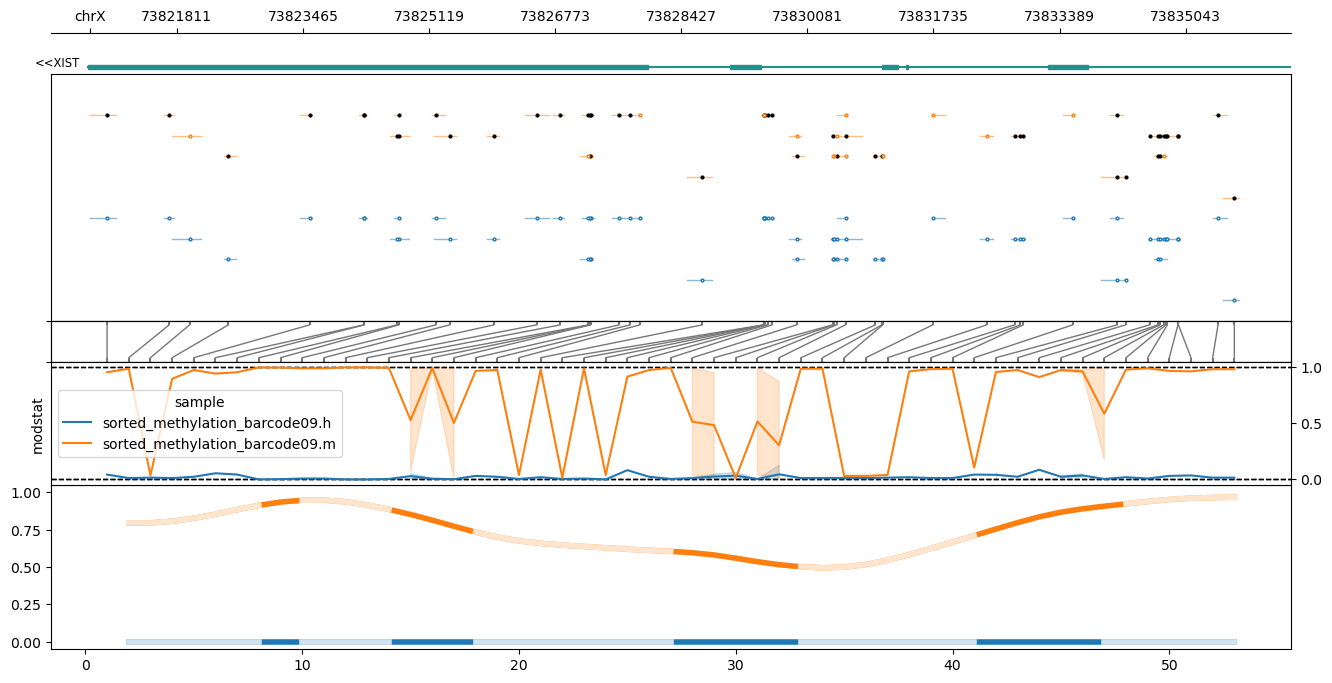 chrX 73821811 73823465 73825119 73826773 73828427 73830081 73831735 73833389 73835043
<<XIST
modstat
sample
sorted_methylation_barcode09.h
sorted_methylation_barcode09.m
1.0
0.5
0.0
1.00
0.75
0.50
0.25
0.00
0 10 20 30 40 50